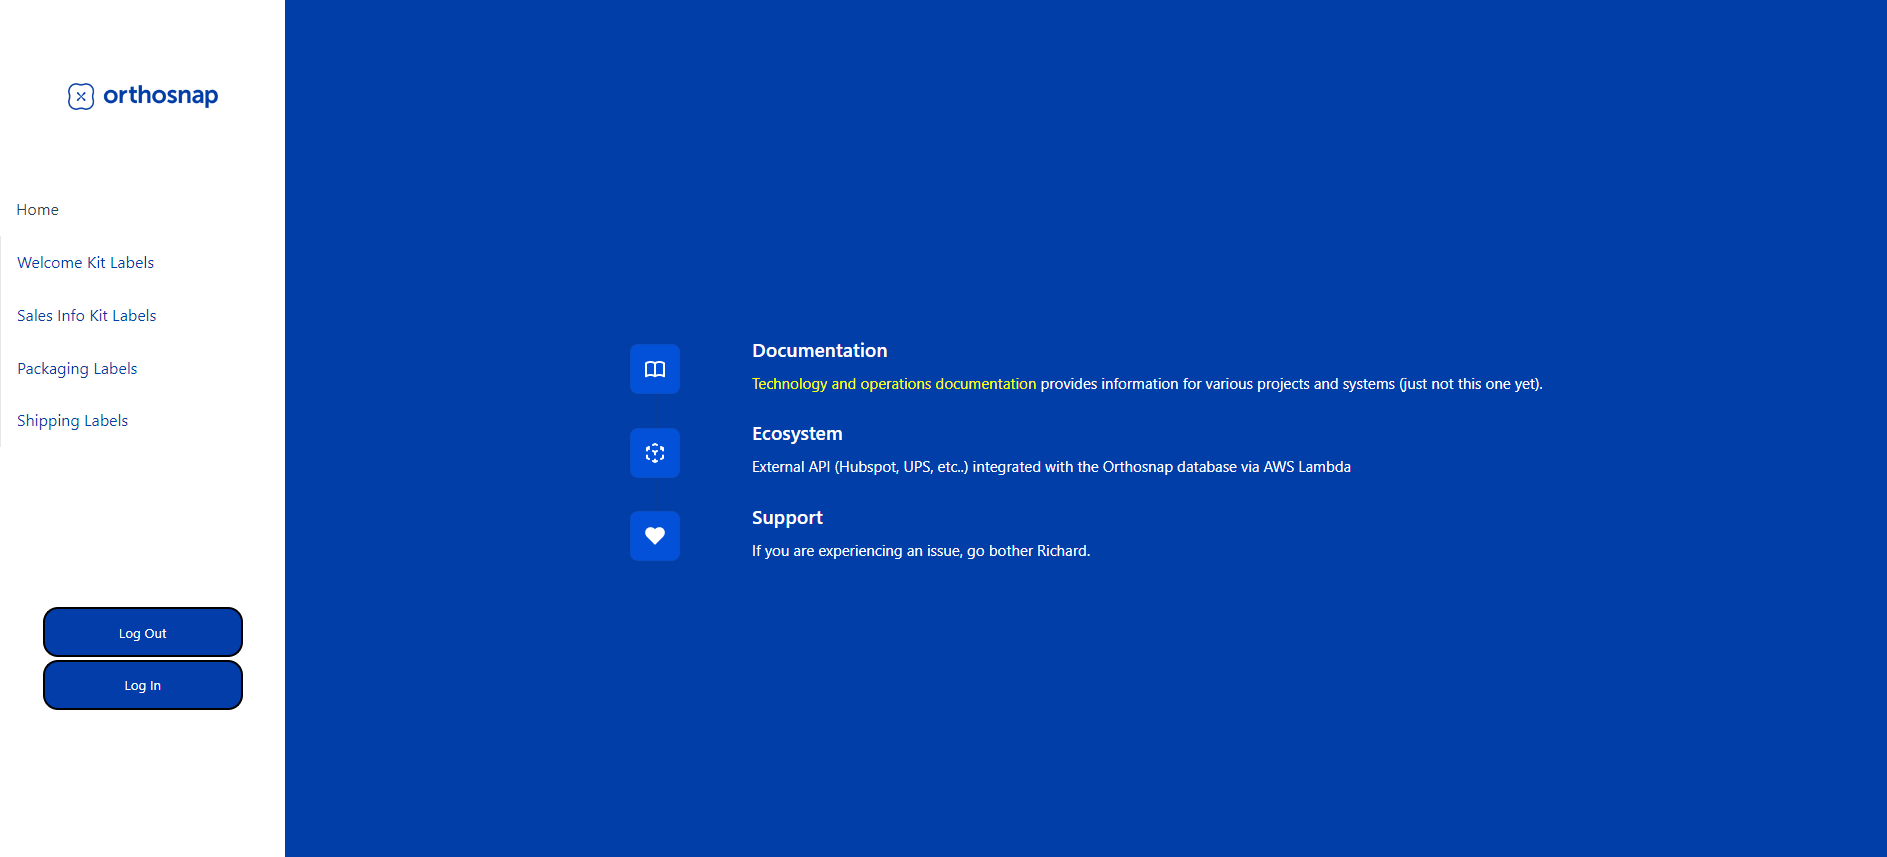 orthosnap
Home
Welcome Kit Labels
Sales Info Kit Labels
Packaging Labels
Shipping Labels
Log Out
Log In
Documentation
Technology and operations documentation provides information for various projects and systems (just not this one yet).
Ecosystem
External API (Hubspot, UPS, etc..) integrated with the Orthosnap database via AWS Lambda
Support
If you are experiencing an issue, go bother Richard.